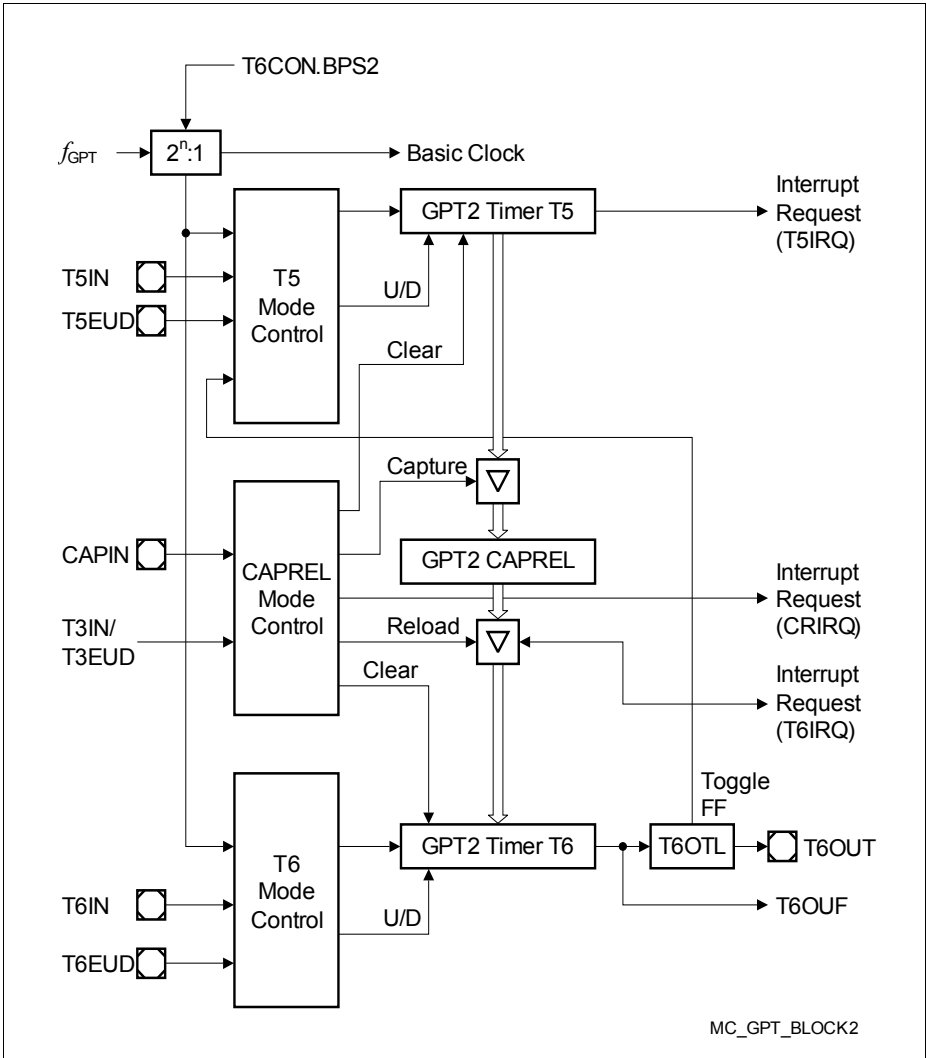 T6CON.BPS2
fGPT
2n:1
Basic Clock
GPT2 Timer T5
Interrupt
Request
(T5IRQ)
T5IN
T5EUD
T5
Mode
Control
U/D
Clear
Capture
CAPIN
T3IN/
T3EUD
CAPREL
Mode
Control
GPT2 CAPREL
Interrupt
Request
(CRIRQ)
Reload
Clear
Interrupt
Request
(T6IRQ)
Toggle
FF
T6
Mode
Control
GPT2 Timer T6
T6OTL
T6OUT
T6IN
T6EUD
U/D
T6OUF
MC_GPT_BLOCK2